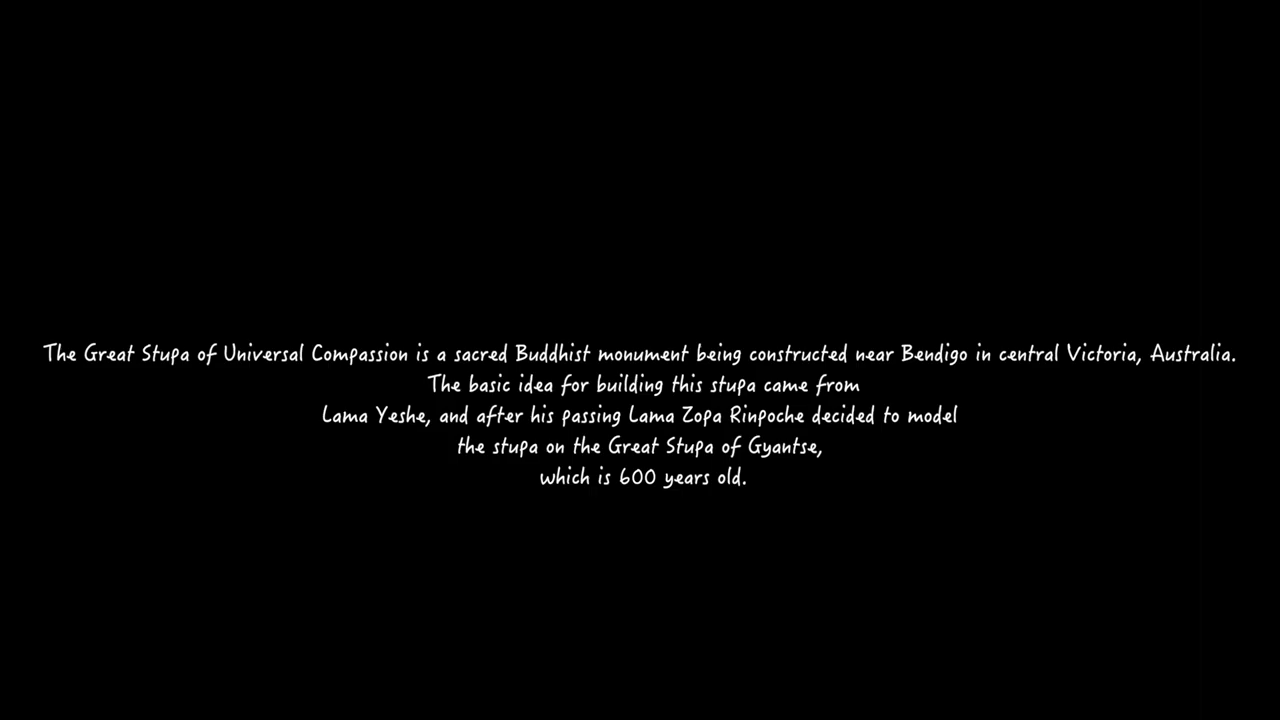 The Great Stupa of Universal Compassion is a sacred Buddhist monument being constructed near Bendigo in central Victoria, Australia.
The basic idea for building this stupa came from
Lama Yeshe, and after his passing Lama Zopa Rinpoche decided to model
the stupa on the Great Stupa of Gyantse,
which is 600 years old.